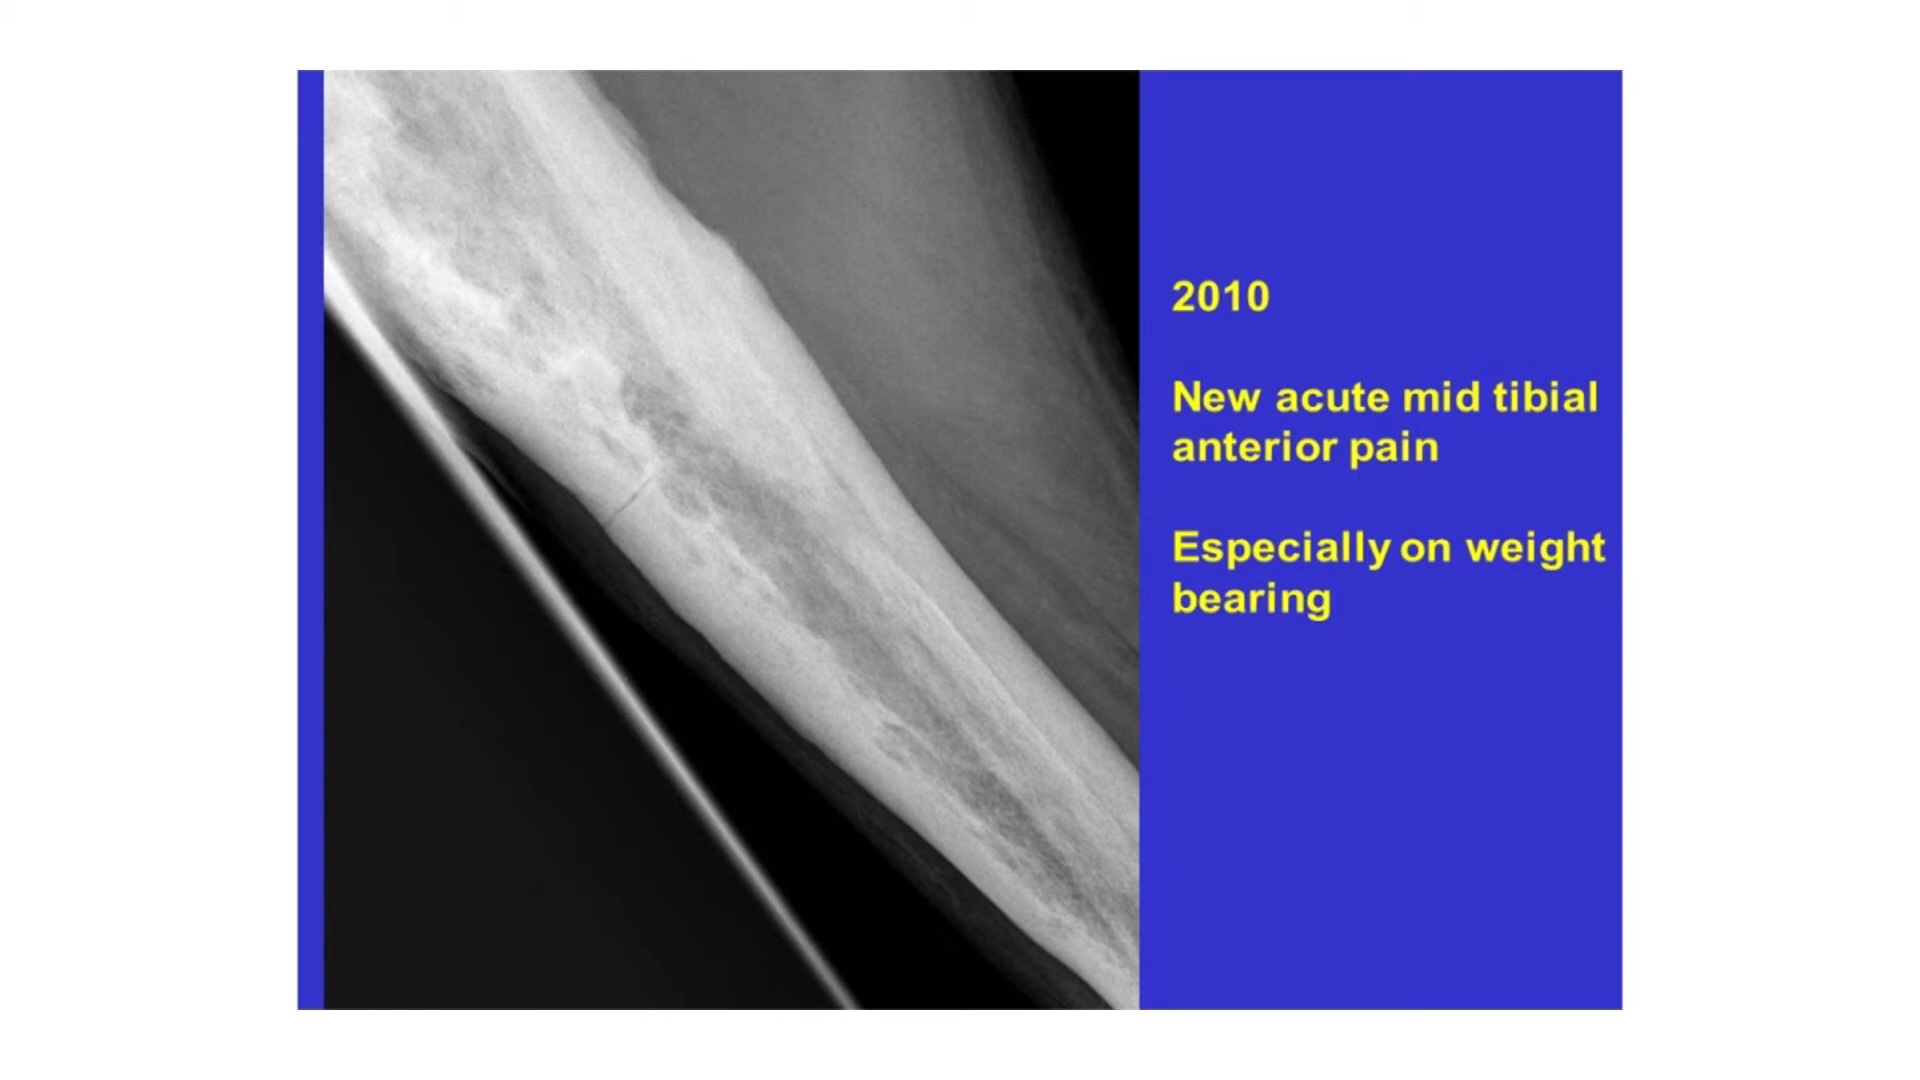 2010
New acute mid tibial
anterior pain
Especially on weight
bearing